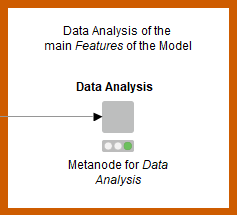 Data Analysis of the
main Features of the Model
Data Analysis
Metanode for Data
Analysis